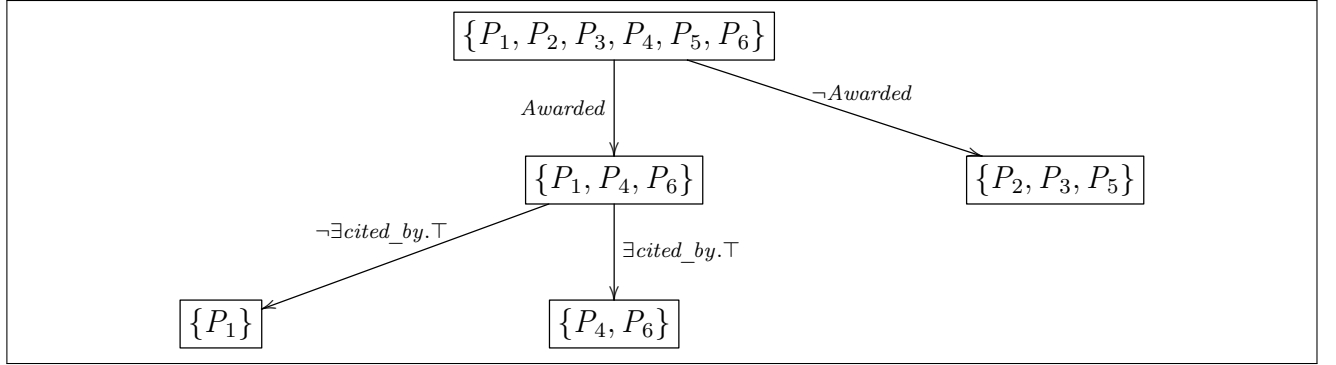 {P₁, P₂, P₃, P₄, P₅, P₆}
Awarded
¬Awarded
{P₁, P₄, P₆}
{P₂, P₃, P₅}
¬∃cited_by.⊤
∃cited_by.⊤
{P₁}
{P₄, P₆}